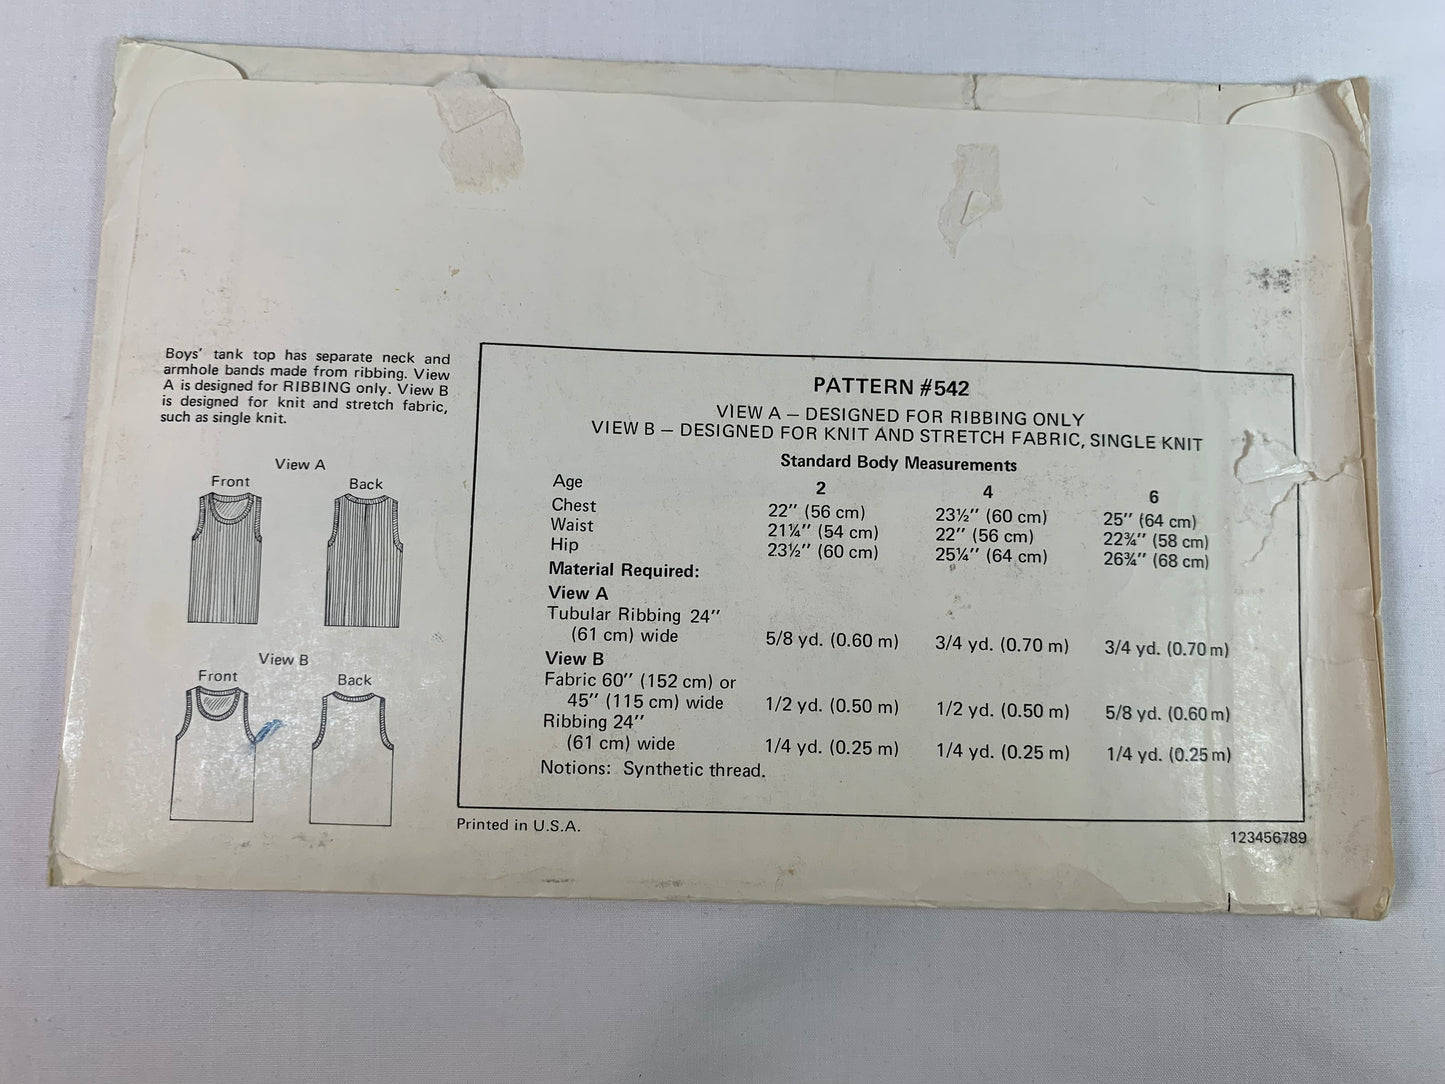 Boys' tank top has separate neck and
armhole bands made from ribbing. View
A is designed for RIBBING only. View B
is designed for knit and stretch fabric,
such as single knit.
View A
Front Back
View B
Front Back
PATTERN #542
VIEW A – DESIGNED FOR RIBBING ONLY
VIEW B – DESIGNED FOR KNIT AND STRETCH FABRIC, SINGLE KNIT
Standard Body Measurements
Age 2 4 6
Chest 22" (56 cm) 23½" (60 cm) 25" (64 cm)
Waist 21¼" (54 cm) 22" (56 cm) 22¾" (58 cm)
Hip 23½" (60 cm) 25¼" (64 cm) 26¾" (68 cm)
Material Required:
View A
Tubular Ribbing 24"
(61 cm) wide 5/8 yd. (0.60 m) 3/4 yd. (0.70 m) 3/4 yd. (0.70 m)
View B
Fabric 60" (152 cm) or
45" (115 cm) wide 1/2 yd. (0.50 m) 1/2 yd. (0.50 m) 5/8 yd. (0.60 m)
Ribbing 24"
(61 cm) wide 1/4 yd. (0.25 m) 1/4 yd. (0.25 m) 1/4 yd. (0.25 m)
Notions: Synthetic thread.
Printed in U.S.A. 123456789